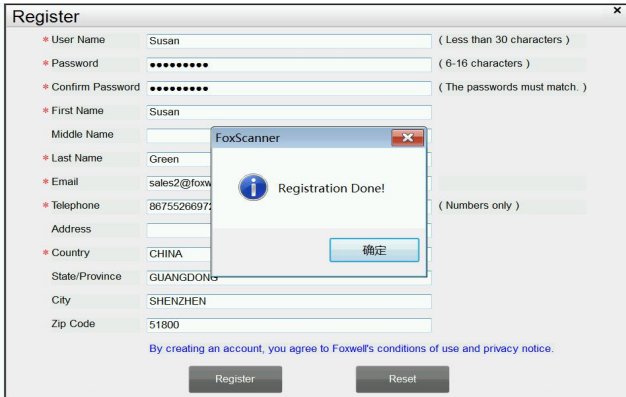 Register
* User Name Susan ( Less than 30 characters )
* Password ●●●●●●●●● ( 6-16 characters )
* Confirm Password ●●●●●●●●● ( The passwords must match. )
* First Name Susan
Middle Name
FoxScanner
* Last Name Green
* Email sales2@foxw
Registration Done!
* Telephone 8675526697 ( Numbers only )
Address
* Country CHINA
确定
State/Province GUANGDONG
City SHENZHEN
Zip Code 51800
By creating an account, you agree to Foxwell's conditions of use and privacy notice.
Register Reset